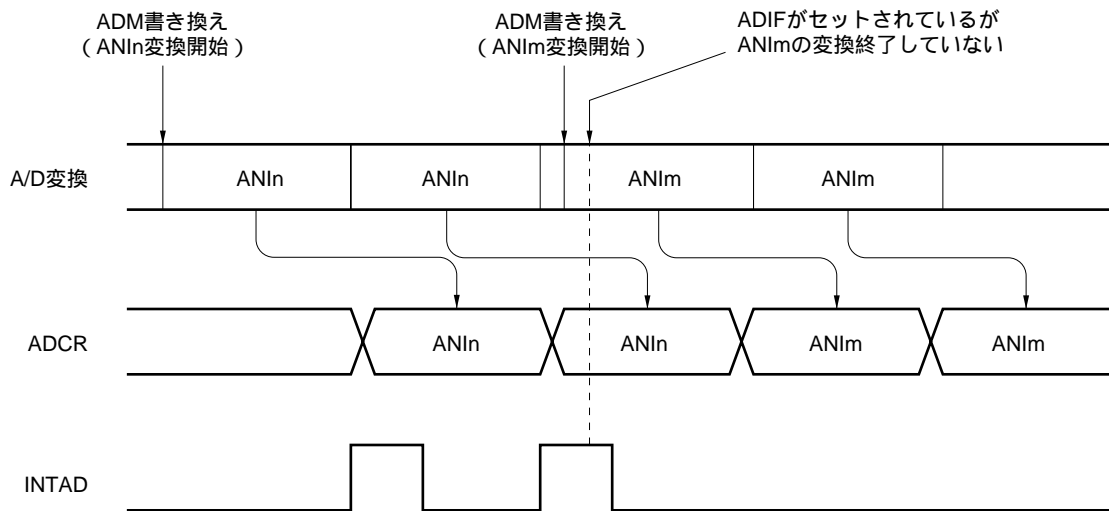 ADM書き換え
（ANIn変換開始）
ADM書き換え
（ANIm変換開始）
ADIFがセットされているが
ANImの変換終了していない
A/D変換
ANIn
ANIn
ANIm
ANIm
ADCR
ANIn
ANIn
ANIm
ANIm
INTAD